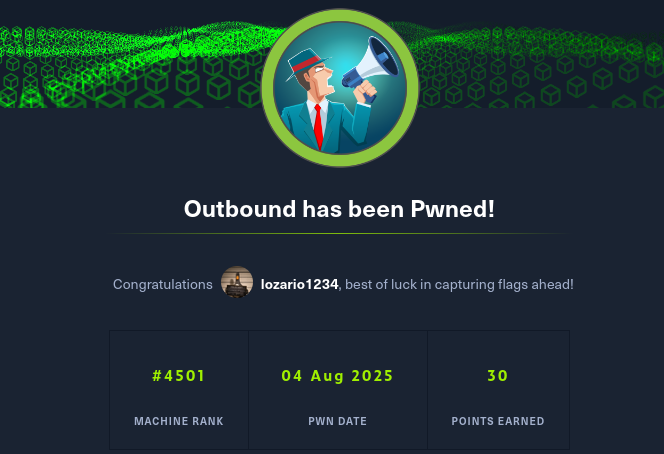 Outbound has been Pwned!
Congratulations lozario1234, best of luck in capturing flags ahead!
#4501 04 Aug 2025 30
MACHINE RANK PWN DATE POINTS EARNED